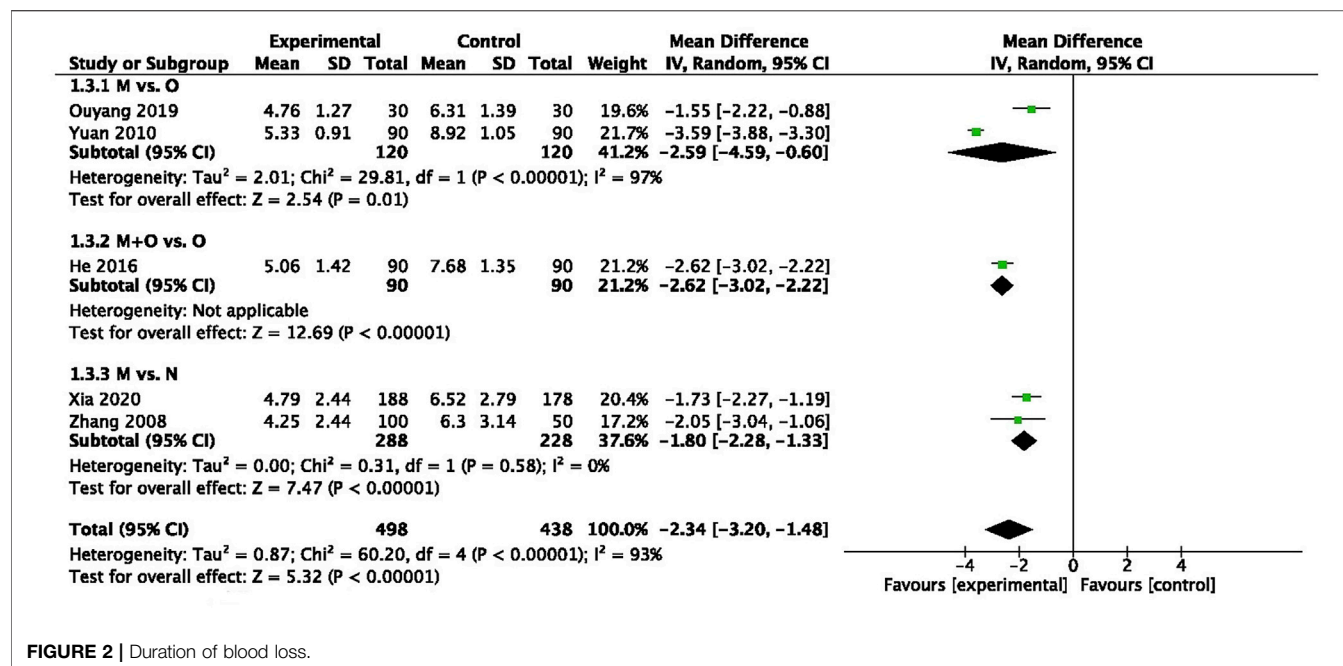 Experimental Control Mean Difference Mean Difference
Study or Subgroup Mean SD Total Mean SD Total Weight IV, Random, 95% CI IV, Random, 95% CI
1.3.1 M vs. O
Ouyang 2019 4.76 1.27 30 6.31 1.39 30 19.6% −1.55 [−2.22, −0.88]
Yuan 2010 5.33 0.91 90 8.92 1.05 90 21.7% −3.59 [−3.88, −3.30]
Subtotal (95% CI) 120 120 41.2% −2.59 [−4.59, −0.60]
Heterogeneity: Tau² = 2.01; Chi² = 29.81, df = 1 (P < 0.00001); I² = 97%
Test for overall effect: Z = 2.54 (P = 0.01)
1.3.2 M+O vs. O
He 2016 5.06 1.42 90 7.68 1.35 90 21.2% −2.62 [−3.02, −2.22]
Subtotal (95% CI) 90 90 21.2% −2.62 [−3.02, −2.22]
Heterogeneity: Not applicable
Test for overall effect: Z = 12.69 (P < 0.00001)
1.3.3 M vs. N
Xia 2020 4.79 2.44 188 6.52 2.79 178 20.4% −1.73 [−2.27, −1.19]
Zhang 2008 4.25 2.44 100 6.3 3.14 50 17.2% −2.05 [−3.04, −1.06]
Subtotal (95% CI) 288 228 37.6% −1.80 [−2.28, −1.33]
Heterogeneity: Tau² = 0.00; Chi² = 0.31, df = 1 (P = 0.58); I² = 0%
Test for overall effect: Z = 7.47 (P < 0.00001)
Total (95% CI) 498 438 100.0% −2.34 [−3.20, −1.48]
Heterogeneity: Tau² = 0.87; Chi² = 60.20, df = 4 (P < 0.00001); I² = 93%
Test for overall effect: Z = 5.32 (P < 0.00001)
−4 −2 0 2 4
Favours [experimental] Favours [control]
FIGURE 2 | Duration of blood loss.